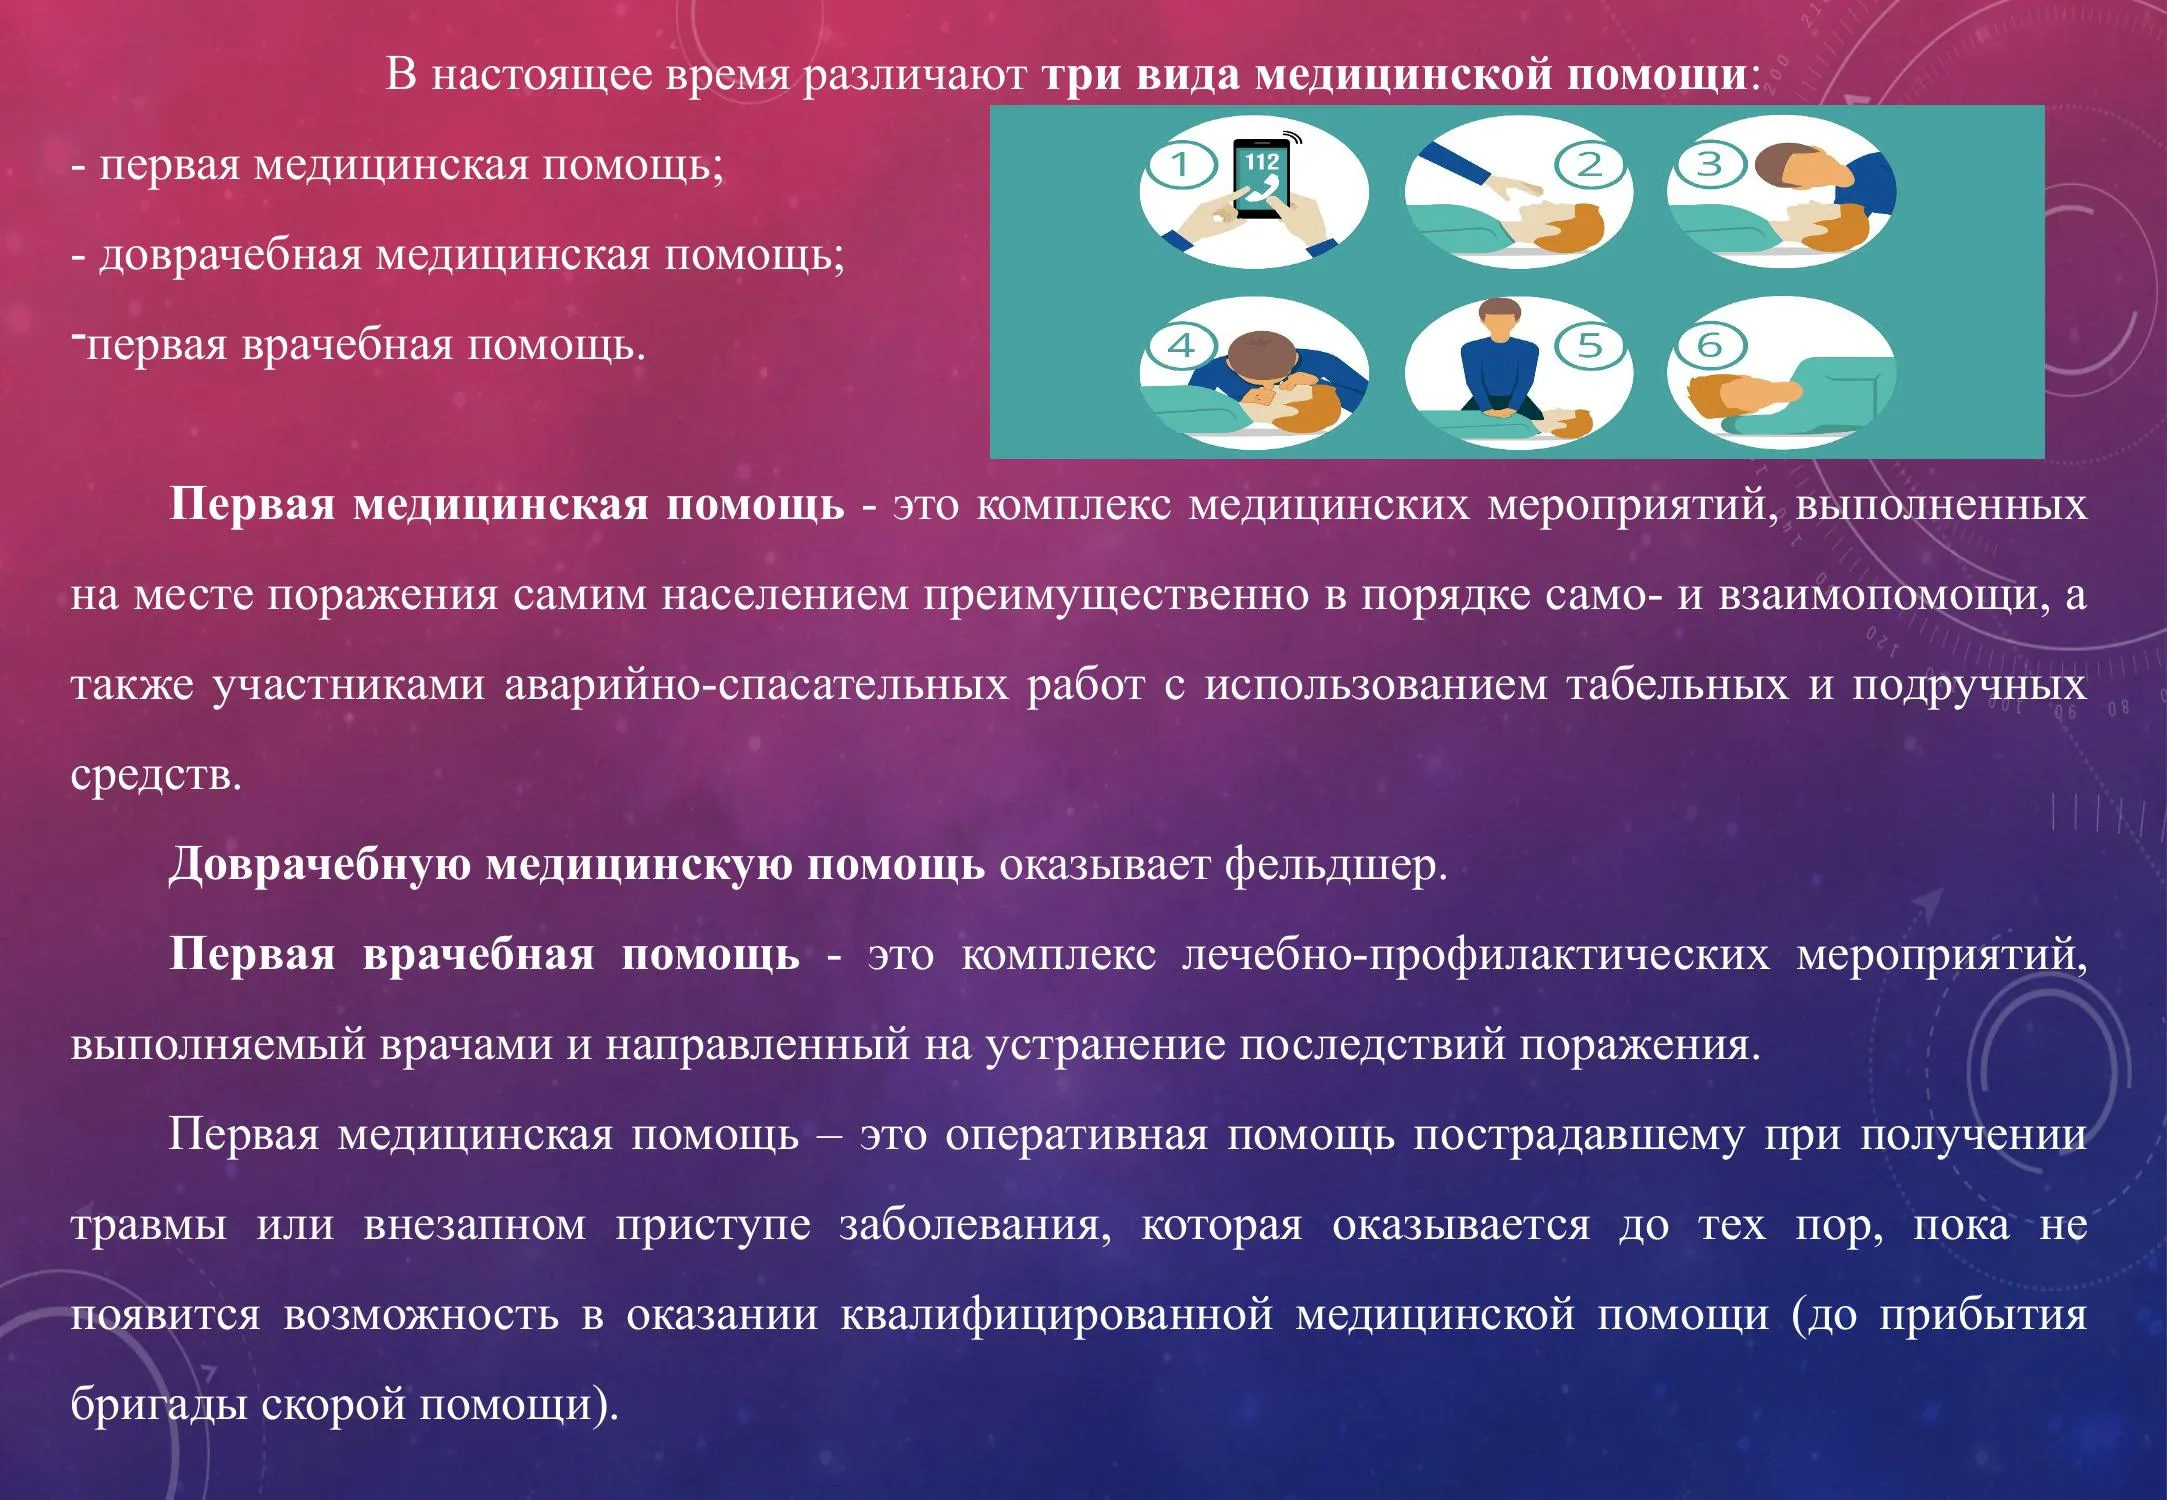 В настоящее время различают три вида медицинской помощи:
- первая медицинская помощь;
- доврачебная медицинская помощь;
-первая врачебная помощь.
1
112
2
3
4
5
6
Первая медицинская помощь - это комплекс медицинских мероприятий, выполненных
на месте поражения самим населением преимущественно в порядке само- и взаимопомощи, а
также участниками аварийно-спасательных работ с использованием табельных и подручных
средств.
Доврачебную медицинскую помощь оказывает фельдшер.
Первая врачебная помощь - это комплекс лечебно-профилактических мероприятий,
выполняемый врачами и направленный на устранение последствий поражения.
Первая медицинская помощь – это оперативная помощь пострадавшему при получении
травмы или внезапном приступе заболевания, которая оказывается до тех пор, пока не
появится возможность в оказании квалифицированной медицинской помощи (до прибытия
бригады скорой помощи).